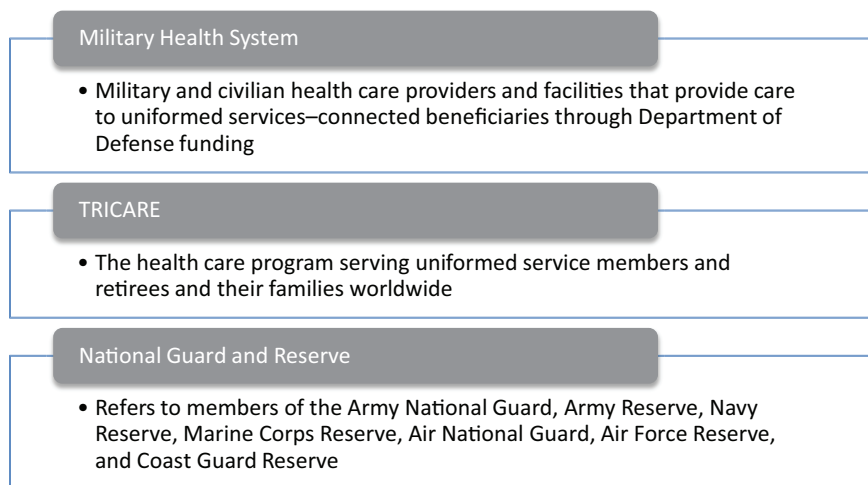 Military Health System
• Military and civilian health care providers and facilities that provide care
to uniformed services–connected beneficiaries through Department of
Defense funding
TRICARE
• The health care program serving uniformed service members and
retirees and their families worldwide
National Guard and Reserve
• Refers to members of the Army National Guard, Army Reserve, Navy
Reserve, Marine Corps Reserve, Air National Guard, Air Force Reserve,
and Coast Guard Reserve